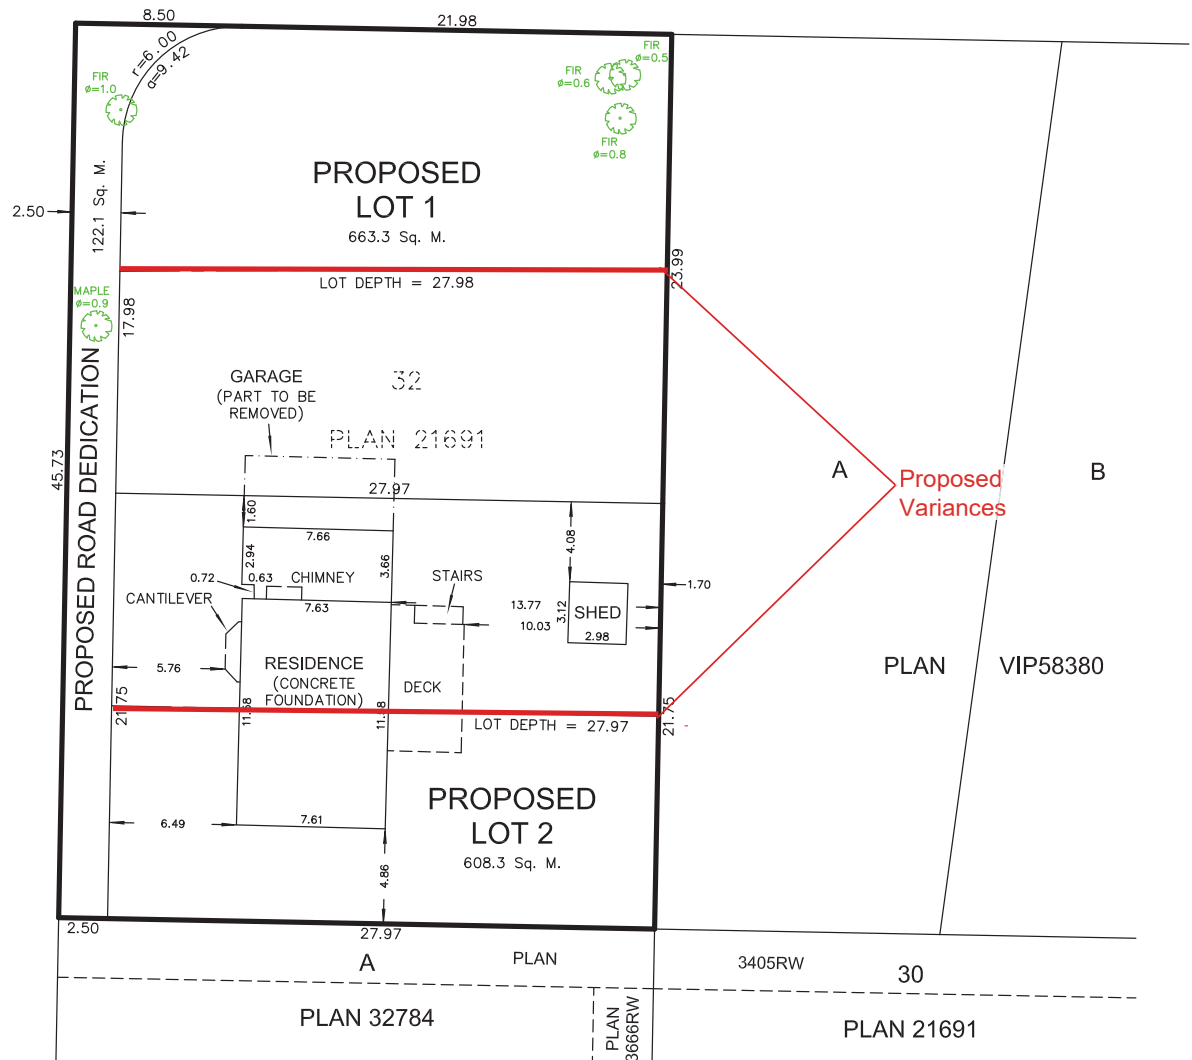 8.50
21.98
r=6.00
a=9.42
FIR
ø=1.0
FIR
ø=0.5
FIR
ø=0.6
FIR
ø=0.8
PROPOSED
LOT 1
663.3 Sq. M.
2.50
122.1 Sq. M.
23.99
LOT DEPTH = 27.98
MAPLE
ø=0.9
17.98
GARAGE
(PART TO BE
REMOVED)
32
PLAN 21691
45.73
PROPOSED ROAD DEDICATION
A
B
Proposed
Variances
27.97
1.60
7.66
4.08
2.94
3.66
0.72
0.63
CHIMNEY
STAIRS
1.70
CANTILEVER
7.63
13.77
10.03
3.12
SHED
2.98
5.76
RESIDENCE
(CONCRETE
FOUNDATION)
DECK
PLAN
VIP58380
21.75
11.58
LOT DEPTH = 27.97
21.75
PROPOSED
LOT 2
608.3 Sq. M.
6.49
7.61
4.86
2.50
27.97
A
PLAN
3405RW
30
PLAN 32784
PLAN
3666RW
PLAN 21691